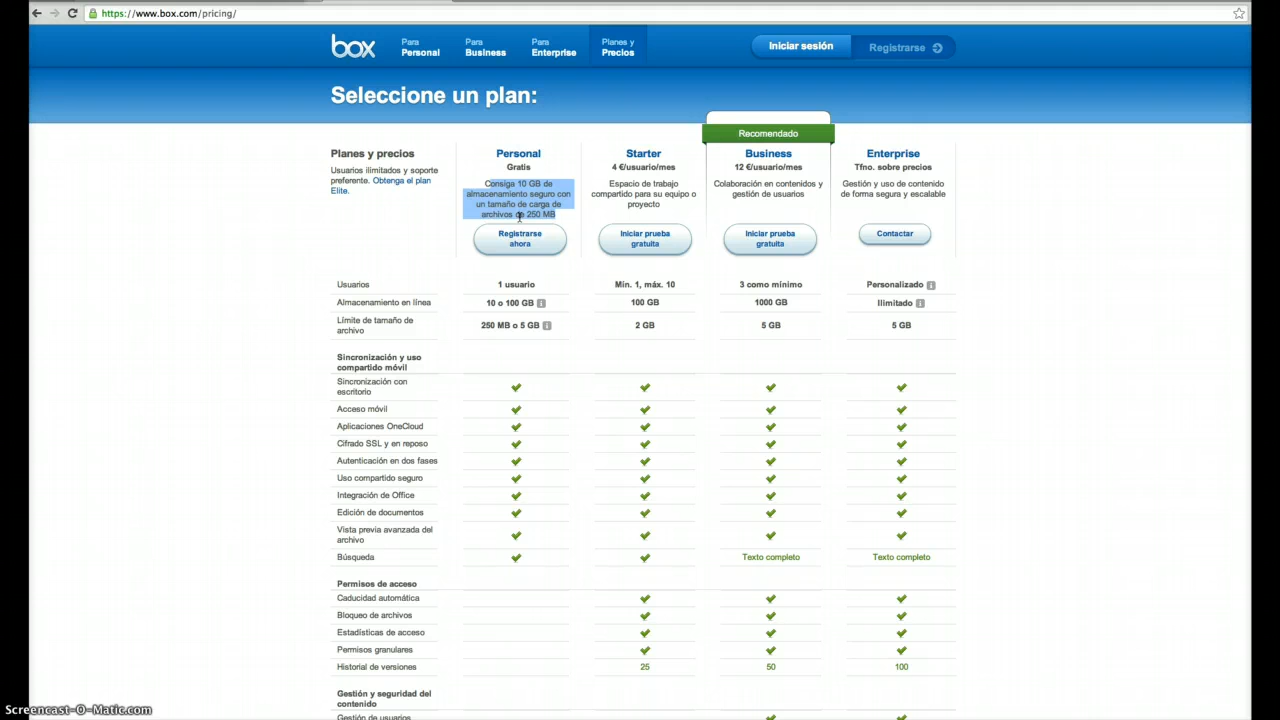 https://www.box.com/pricing/
box
Para
Personal
Para
Business
Para
Enterprise
Planes y
Precios
Iniciar sesión
Registrarse
Seleccione un plan:
Recomendado
Planes y precios
Usuarios ilimitados y soporte
preferente. Obtenga el plan
Elite.
Personal
Gratis
Consiga 10 GB de
almacenamiento seguro con
un tamaño de carga de
archivos de 250 MB
Registrarse
ahora
Starter
4 €/usuario/mes
Espacio de trabajo
compartido para su equipo o
proyecto
Iniciar prueba
gratuita
Business
12 €/usuario/mes
Colaboración en contenidos y
gestión de usuarios
Iniciar prueba
gratuita
Enterprise
Tfno. sobre precios
Gestión y uso de contenido
de forma segura y escalable
Contactar
Usuarios 1 usuario Mín. 1, máx. 10 3 como mínimo Personalizado
Almacenamiento en línea 10 o 100 GB 100 GB 1000 GB Ilimitado
Límite de tamaño de
archivo 250 MB o 5 GB 2 GB 5 GB 5 GB
Sincronización y uso
compartido móvil
Sincronización con
escritorio
Acceso móvil
Aplicaciones OneCloud
Cifrado SSL y en reposo
Autenticación en dos fases
Uso compartido seguro
Integración de Office
Edición de documentos
Vista previa avanzada del
archivo
Búsqueda Texto completo Texto completo
Permisos de acceso
Caducidad automática
Bloqueo de archivos
Estadísticas de acceso
Permisos granulares
Historial de versiones 25 50 100
Gestión y seguridad del
contenido
Gestión de usuarios
Screencast-O-Matic.com